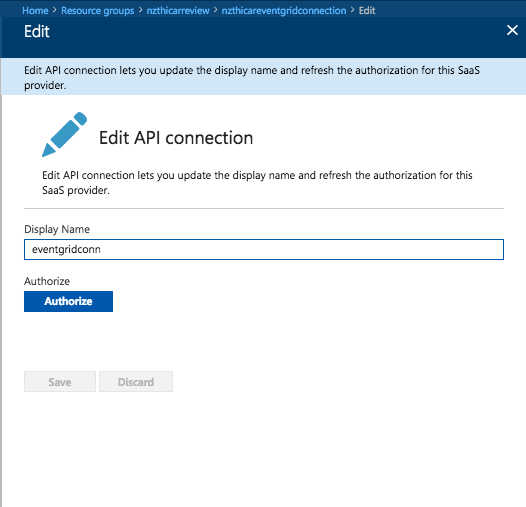 Home > Resource groups > nzthicarreview > nzthicareventgridconnection > Edit
Edit
Edit API connection lets you update the display name and refresh the authorization for this SaaS
provider.
Edit API connection
Edit API connection lets you update the display name and refresh the authorization for this
SaaS provider.
Display Name
eventgridconn
Authorize
Authorize
Save Discard